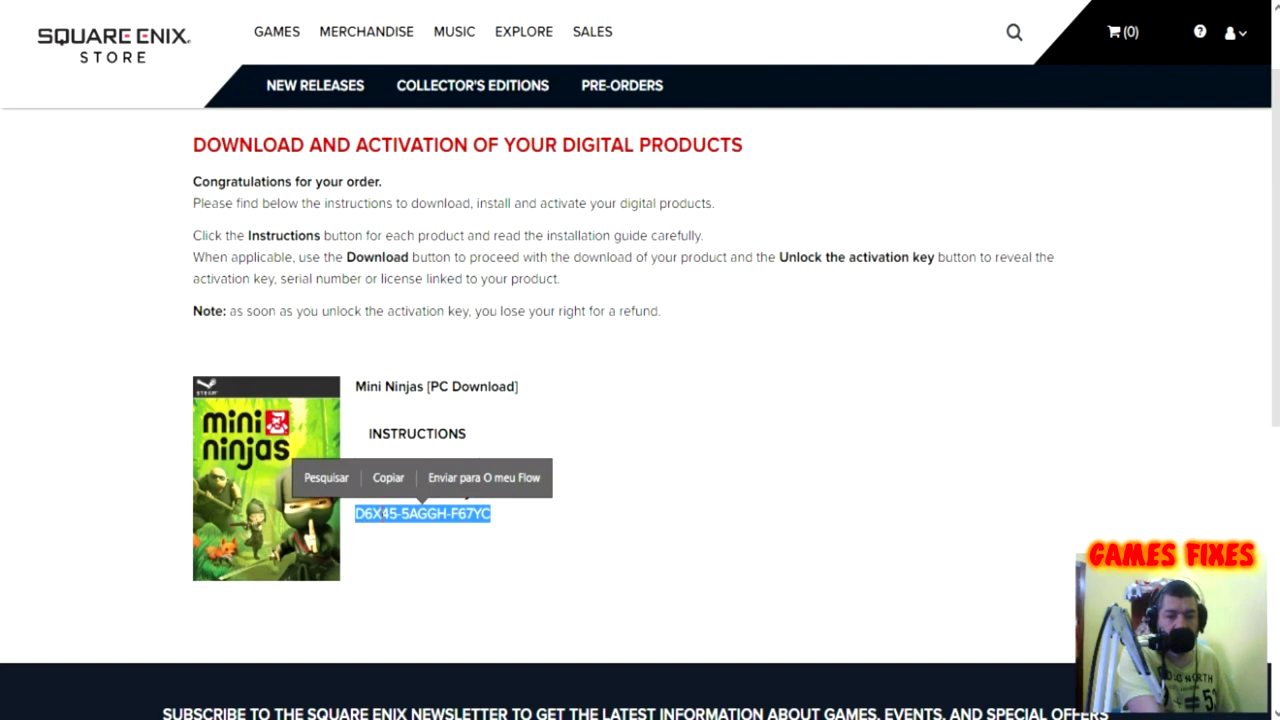 SQUARE ENIX.
STORE
GAMES MERCHANDISE MUSIC EXPLORE SALES
(0)
NEW RELEASES COLLECTOR'S EDITIONS PRE-ORDERS
DOWNLOAD AND ACTIVATION OF YOUR DIGITAL PRODUCTS
Congratulations for your order.
Please find below the instructions to download, install and activate your digital products.
Click the Instructions button for each product and read the installation guide carefully.
When applicable, use the Download button to proceed with the download of your product and the Unlock the activation key button to reveal the
activation key, serial number or license linked to your product.
Note: as soon as you unlock the activation key, you lose your right for a refund.
STEAM
mini
ninjas
Mini Ninjas [PC Download]
INSTRUCTIONS
Pesquisar Copiar Enviar para O meu Flow
D6X45-5AGGH-F67YC
GAMES FIXES
SUBSCRIBE TO THE SQUARE ENIX NEWSLETTER TO GET THE LATEST INFORMATION ABOUT GAMES, EVENTS, AND SPECIAL OFFERS